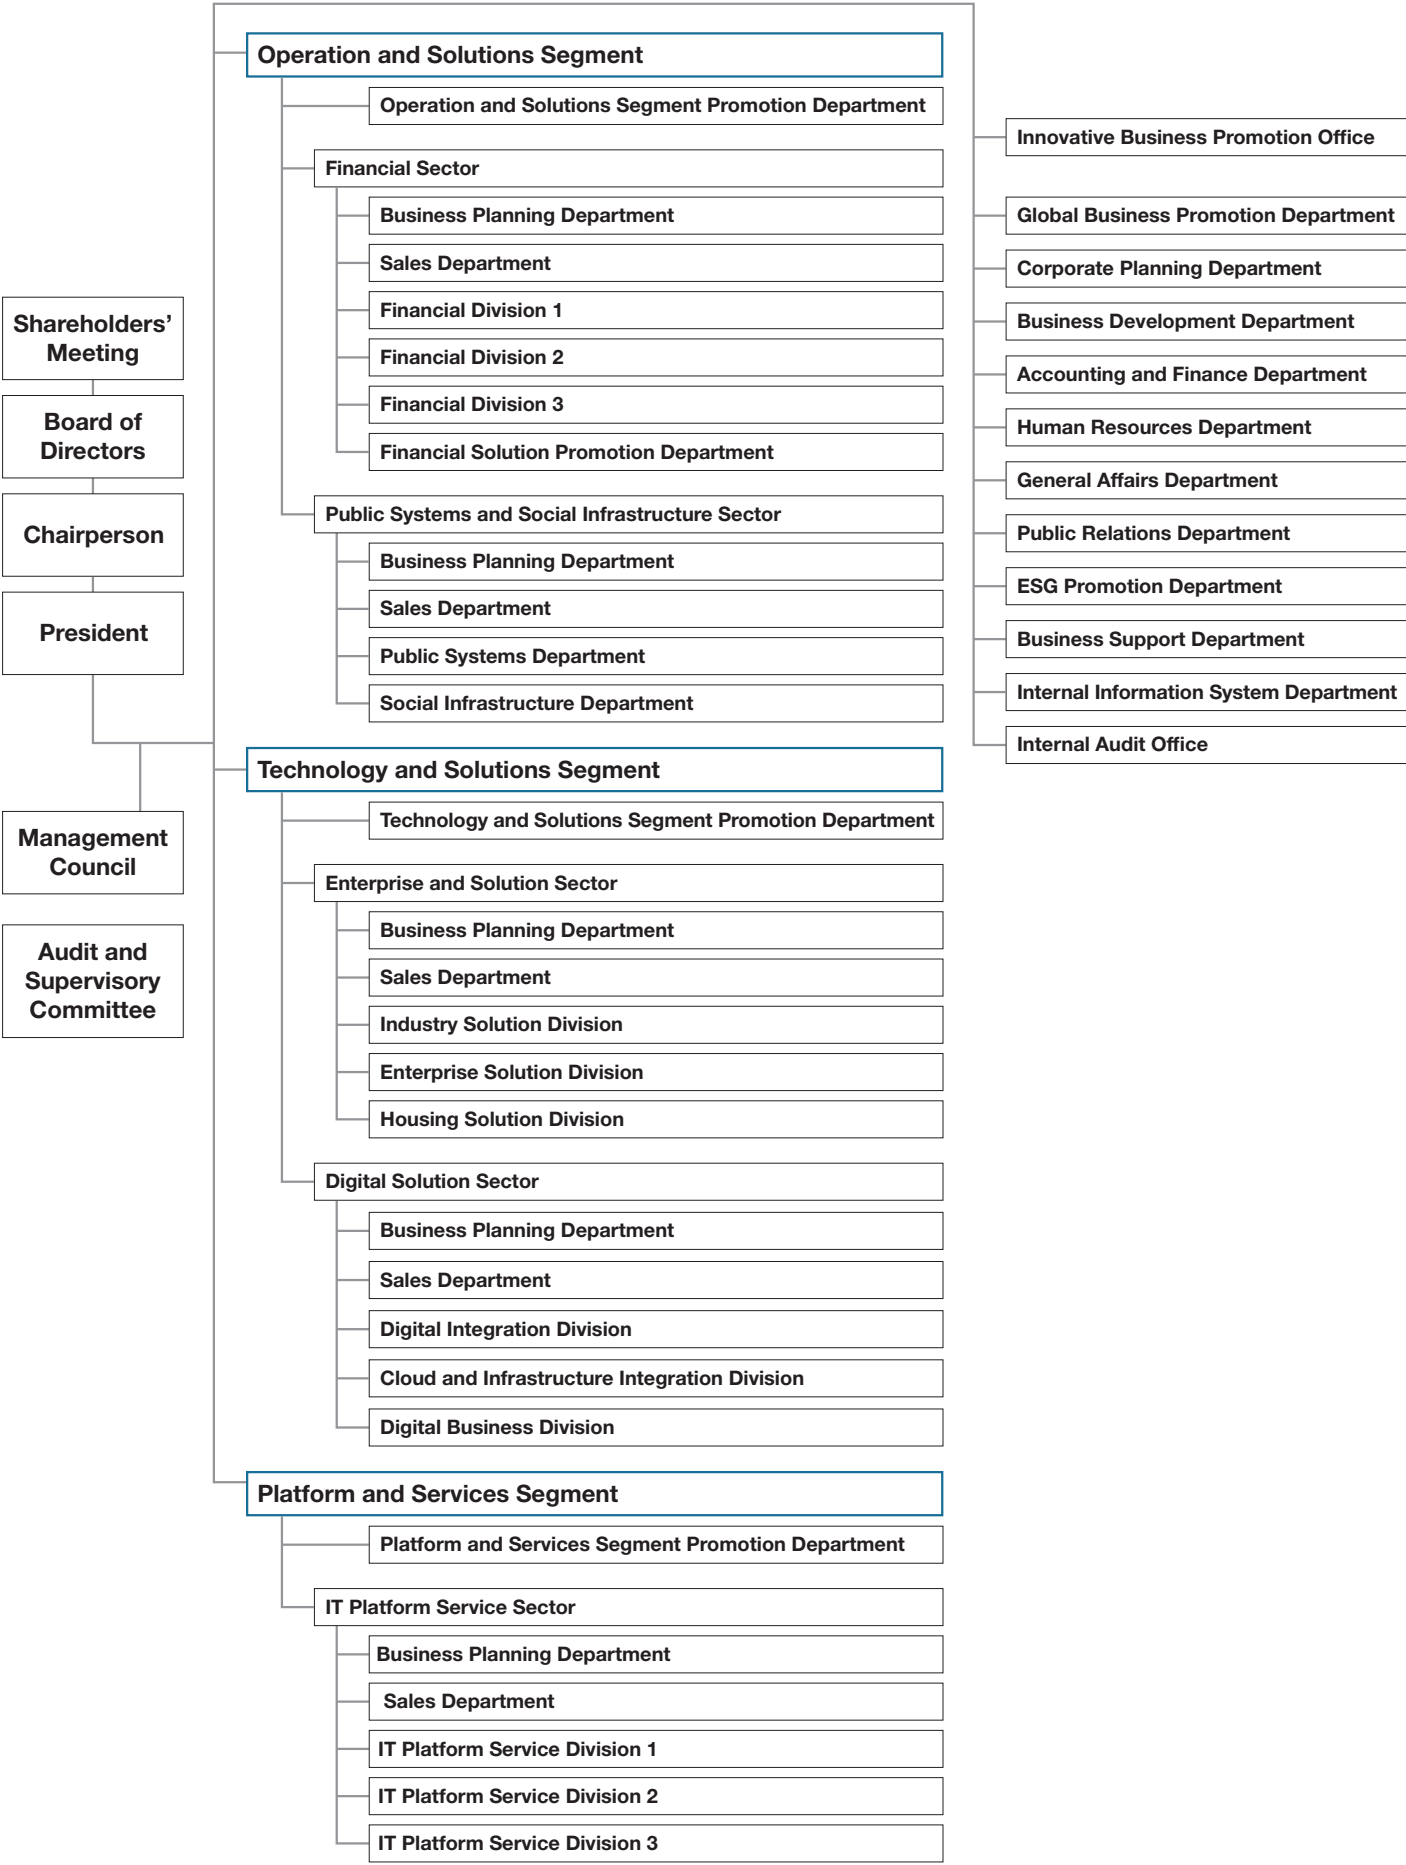 Shareholders’
Meeting
Board of
Directors
Chairperson
President
Management
Council
Audit and
Supervisory
Committee
Operation and Solutions Segment
Operation and Solutions Segment Promotion Department
Financial Sector
Business Planning Department
Sales Department
Financial Division 1
Financial Division 2
Financial Division 3
Financial Solution Promotion Department
Public Systems and Social Infrastructure Sector
Business Planning Department
Sales Department
Public Systems Department
Social Infrastructure Department
Technology and Solutions Segment
Technology and Solutions Segment Promotion Department
Enterprise and Solution Sector
Business Planning Department
Sales Department
Industry Solution Division
Enterprise Solution Division
Housing Solution Division
Digital Solution Sector
Business Planning Department
Sales Department
Digital Integration Division
Cloud and Infrastructure Integration Division
Digital Business Division
Platform and Services Segment
Platform and Services Segment Promotion Department
IT Platform Service Sector
Business Planning Department
Sales Department
IT Platform Service Division 1
IT Platform Service Division 2
IT Platform Service Division 3
Innovative Business Promotion Office
Global Business Promotion Department
Corporate Planning Department
Business Development Department
Accounting and Finance Department
Human Resources Department
General Affairs Department
Public Relations Department
ESG Promotion Department
Business Support Department
Internal Information System Department
Internal Audit Office